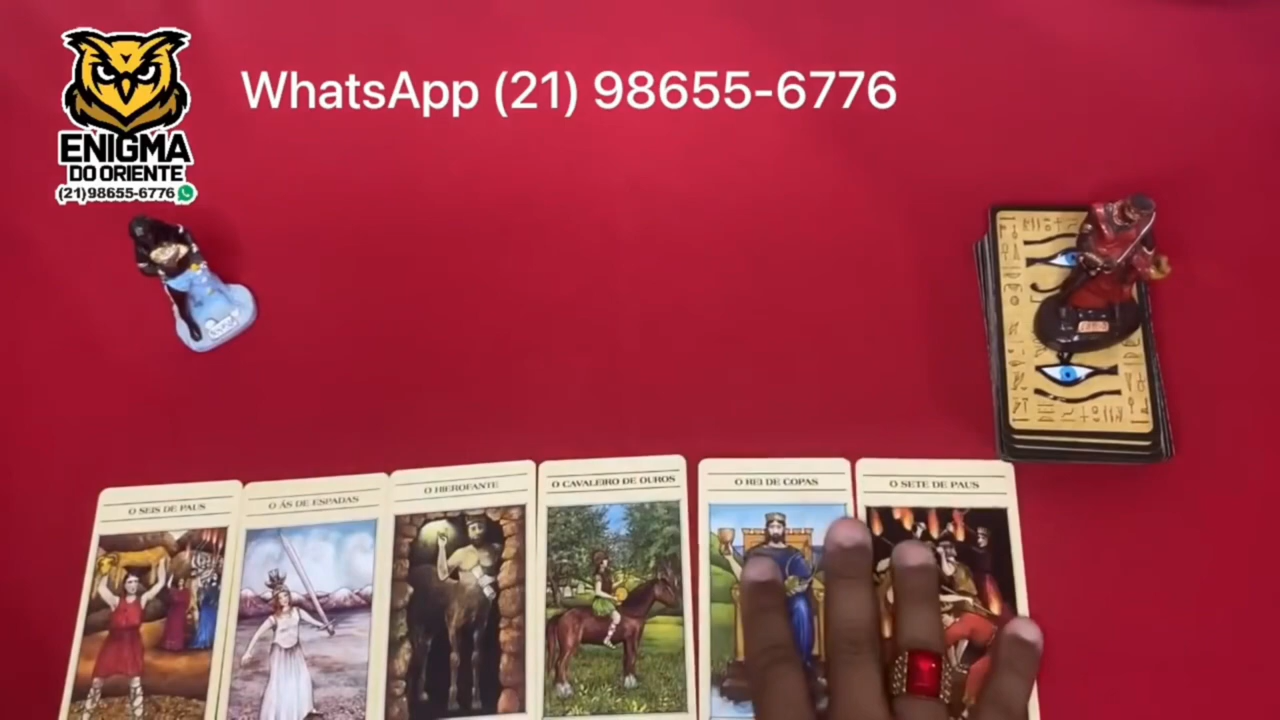 WhatsApp (21) 98655-6776
ENIGMA
DO ORIENTE
(21)98655-6776
O SEIS DE PAUS
O ÁS DE ESPADAS
O HIEROFANTE
O CAVALEIRO DE OUROS
O REI DE COPAS
O SETE DE PAUS